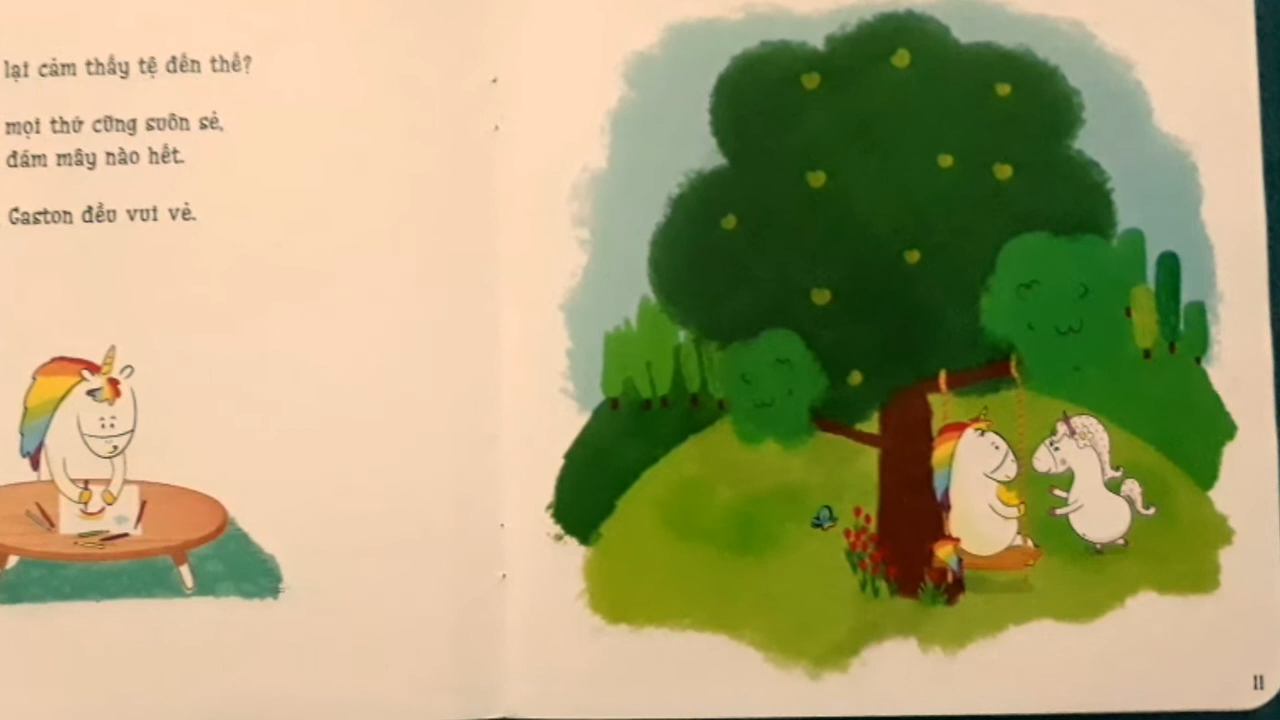 lại cảm thấy tệ đến thế?
mọi thứ cũng suôn sẻ,
đám mây nào hết.
Gaston đều vui vẻ.
11